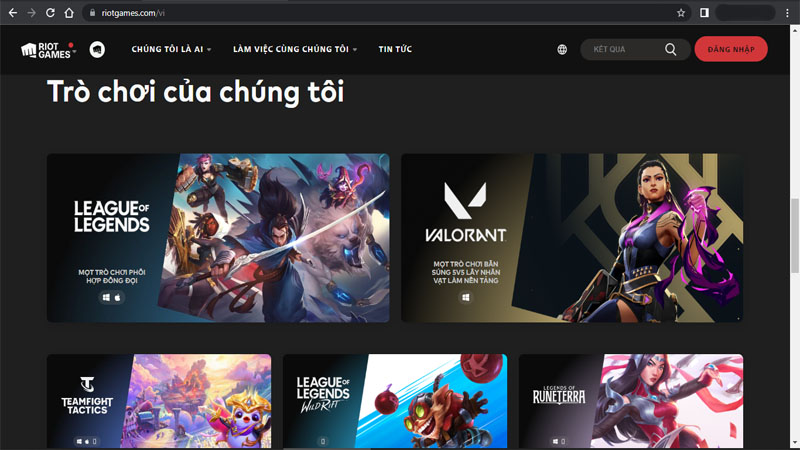 riotgames.com/vi
RIOT
GAMES
CHÚNG TÔI LÀ AI
LÀM VIỆC CÙNG CHÚNG TÔI
TIN TỨC
KẾT QUẢ
ĐĂNG NHẬP
Trò chơi của chúng tôi
LEAGUE OF
LEGENDS
MỘT TRÒ CHƠI PHỐI
HỢP ĐỒNG ĐỘI
VALORANT
MỘT TRÒ CHƠI BẮN
SÚNG 5V5 LẤY NHÂN
VẬT LÀM NỀN TẢNG
TEAMFIGHT
TACTICS
LEAGUE OF
LEGENDS
WILD RIFT
LEGENDS OF
RUNETERRA